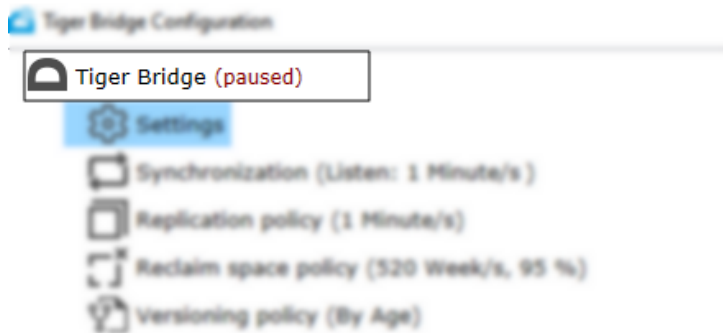 Tiger Bridge Configuration
Tiger Bridge (paused)
Settings
Synchronization (Listen: 1 Minute/s )
Replication policy (1 Minute/s)
Reclaim space policy (520 Week/s, 95 %)
Versioning policy (By Age)